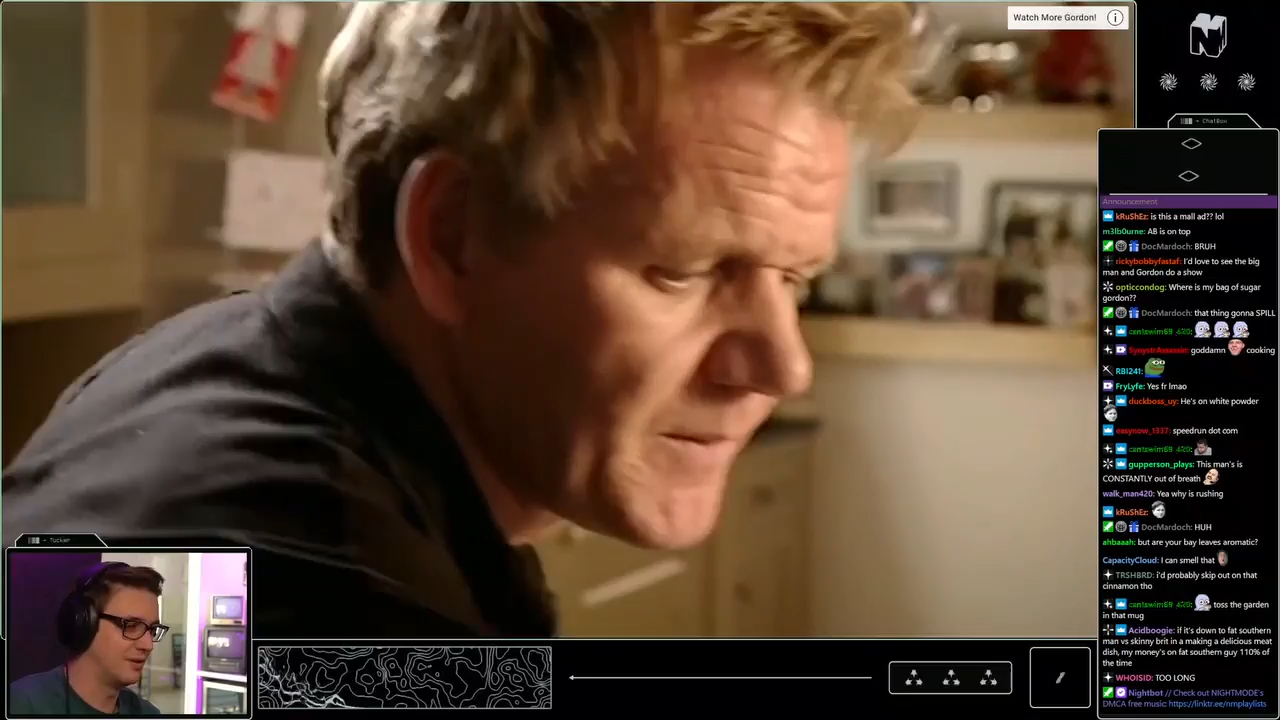 Watch More Gordon!
+ ChatBox
Announcement
kRuShEz: is this a mall ad?? lol
m3lb0urne: AB is on top
DocMardoch: BRUH
rickybobbyfastaf: I'd love to see the big
man and Gordon do a show
opticcondog: Where is my bag of sugar
gordon??
DocMardoch: that thing gonna SPILL
SynystrAssassin: goddamn cooking
RBI241:
FryLyfe: Yes fr lmao
duckboss_uy: He's on white powder
easynow_1337: speedrun dot com
gupperson_plays: This man's is
CONSTANTLY out of breath
walk_man420: Yea why is rushing
kRuShEz:
DocMardoch: HUH
ahbaaah: but are your bay leaves aromatic?
CapacityCloud: I can smell that
TRSHBRD: i'd probably skip out on that
cinnamon tho
toss the garden
in that mug
Acidboogie: if it's down to fat southern
man vs skinny brit in a making a delicious meat
dish, my money's on fat southern guy 110% of
the time
WHOISID: TOO LONG
Nightbot // Check out NIGHTMODE's
DMCA free music: https://linktr.ee/nmplaylists
+ Tucker